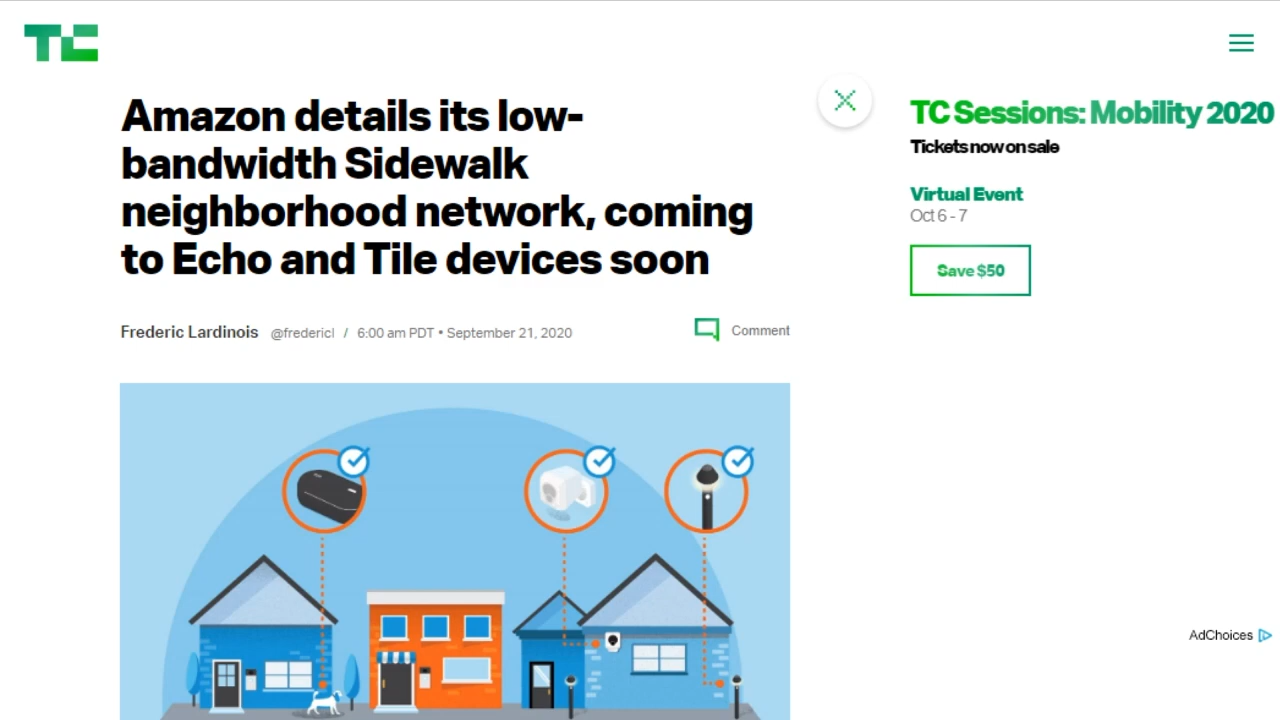 TC
Amazon details its low-
bandwidth Sidewalk
neighborhood network, coming
to Echo and Tile devices soon
Frederic Lardinois @fredericl / 6:00 am PDT • September 21, 2020
Comment
TC Sessions: Mobility 2020
Tickets now on sale
Virtual Event
Oct 6 - 7
Save $50
AdChoices